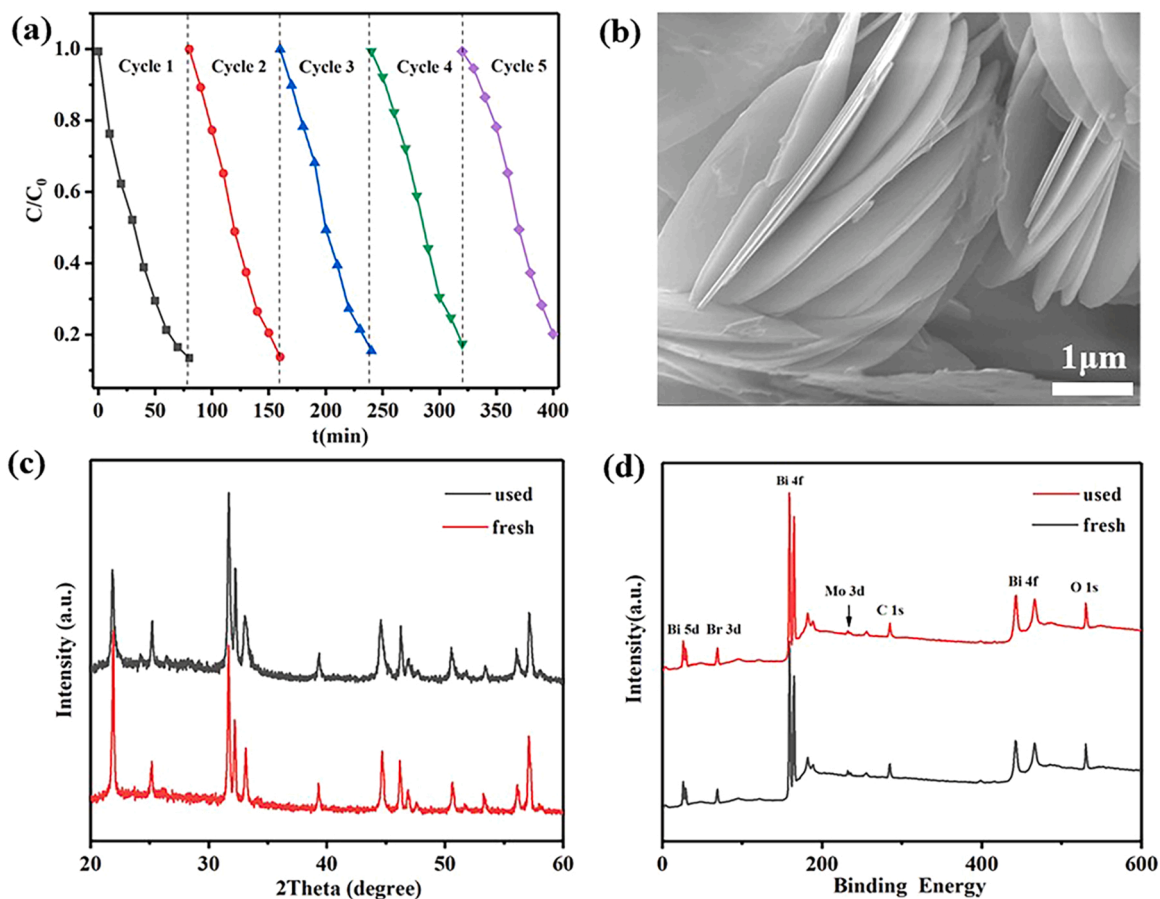 (a)
1.0
0.8
0.6
0.4
0.2
C/C0
Cycle 1
Cycle 2
Cycle 3
Cycle 4
Cycle 5
0
50
100
150
200
250
300
350
400
t(min)
(b)
1μm
(c)
used
fresh
Intensity (a.u.)
20
30
40
50
60
2Theta (degree)
(d)
used
fresh
Bi 4f
Bi 5d
Br 3d
Mo 3d
C 1s
Bi 4f
O 1s
Intensity(a.u.)
0
200
400
600
Binding Energy